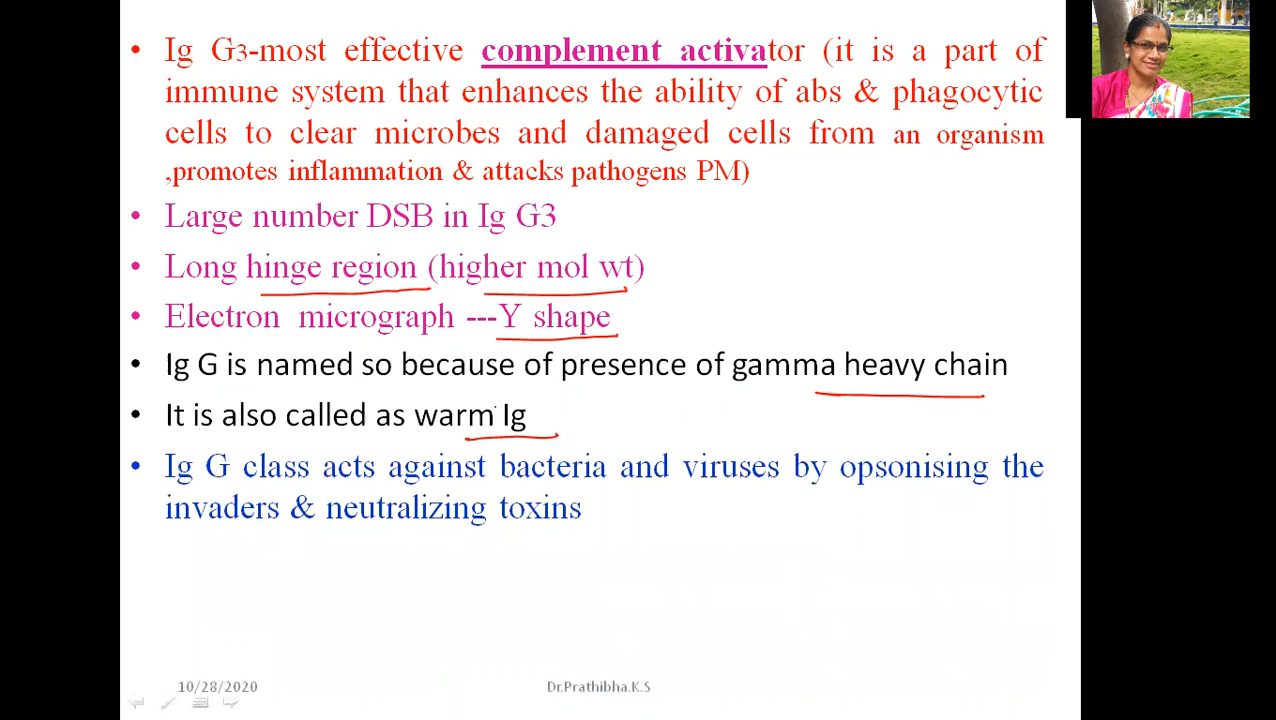 • Ig G3-most effective complement activator (it is a part of
immune system that enhances the ability of abs & phagocytic
cells to clear microbes and damaged cells from an organism
,promotes inflammation & attacks pathogens PM)
• Large number DSB in Ig G3
• Long hinge region (higher mol wt)
• Electron micrograph ---Y shape
• Ig G is named so because of presence of gamma heavy chain
• It is also called as warm Ig
• Ig G class acts against bacteria and viruses by opsonising the
invaders & neutralizing toxins
10/28/2020
Dr.Prathibha.K.S